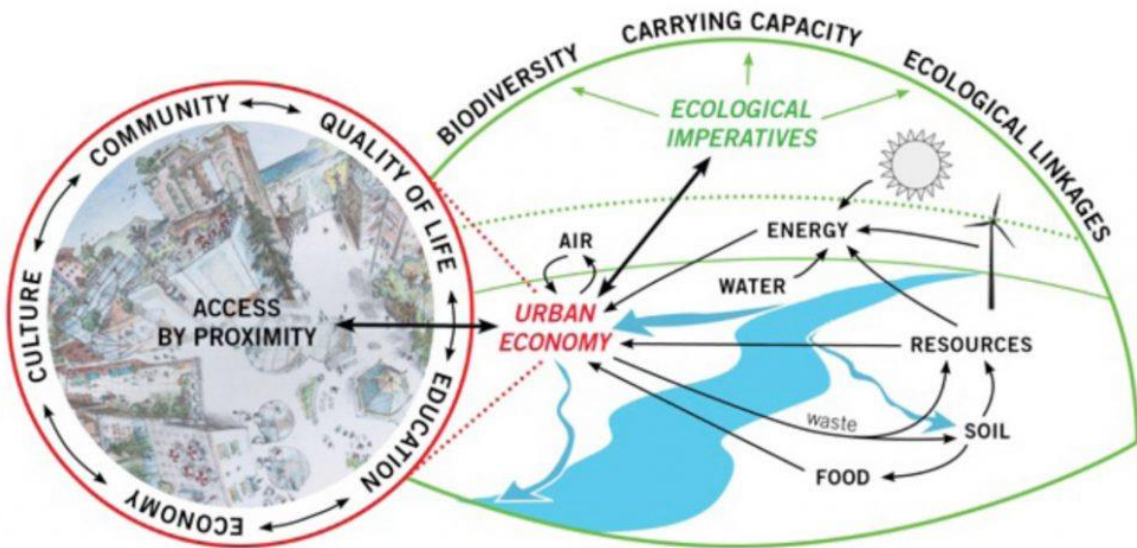 BIODIVERSITY
CARRYING CAPACITY
ECOLOGICAL LINKAGES
ECOLOGICAL
IMPERATIVES
COMMUNITY
QUALITY OF LIFE
CULTURE
EDUCATION
ECONOMY
ACCESS
BY PROXIMITY
AIR
ENERGY
WATER
URBAN
ECONOMY
RESOURCES
waste
SOIL
FOOD